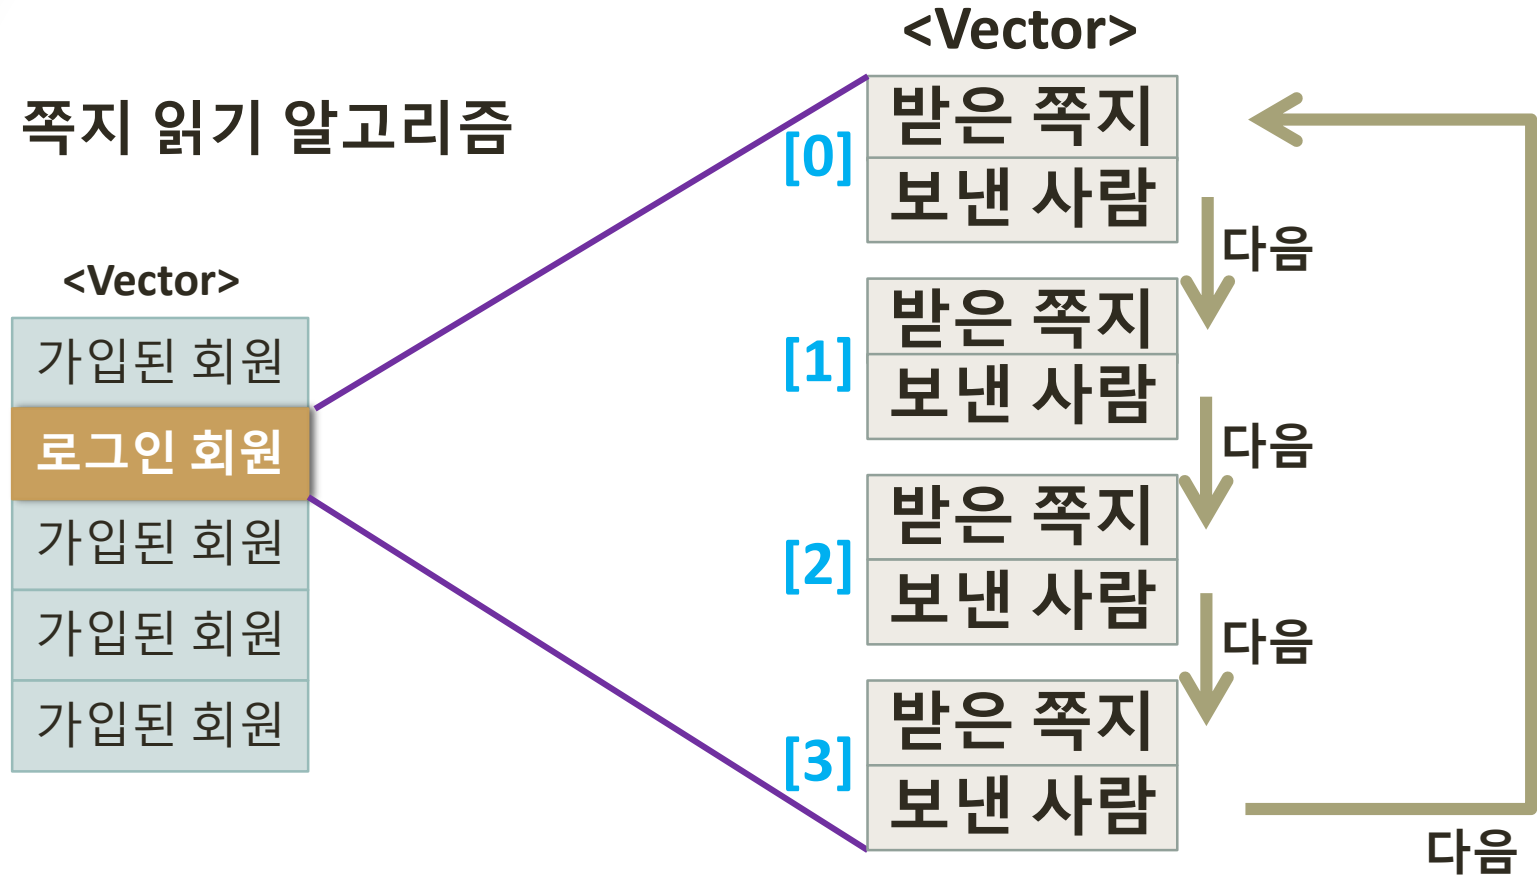 쪽지 읽기 알고리즘
<Vector>
가입된 회원
로그인 회원
가입된 회원
가입된 회원
가입된 회원
<Vector>
[0]
받은 쪽지
보낸 사람
다음
[1]
받은 쪽지
보낸 사람
다음
[2]
받은 쪽지
보낸 사람
다음
[3]
받은 쪽지
보낸 사람
다음